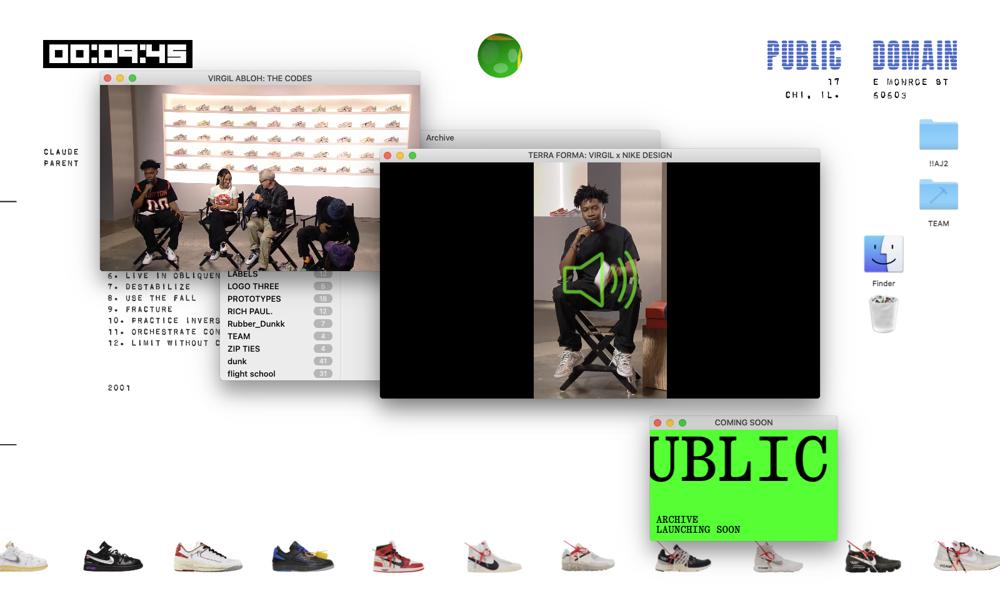 00:09:45
PUBLIC DOMAIN
17 E MONROE ST
CHI, IL. 60603
VIRGIL ABLOH: THE CODES
Archive
CLAUDE
PARENT
TERRA FORMA: VIRGIL x NIKE DESIGN
!!AJ2
TEAM
Finder
6. LIVE IN OBLIQUEN
7. DESTABILIZE
8. USE THE FALL
9. FRACTURE
10. PRACTICE INVERS
11. ORCHESTRATE CON
12. LIMIT WITHOUT C
2001
LABELS
LOGO THREE 5
PROTOTYPES 18
RICH PAUL. 13
Rubber_Dunkk 7
TEAM 4
ZIP TIES 4
dunk 41
flight school 31
COMING SOON
UBLIC
ARCHIVE
LAUNCHING SOON